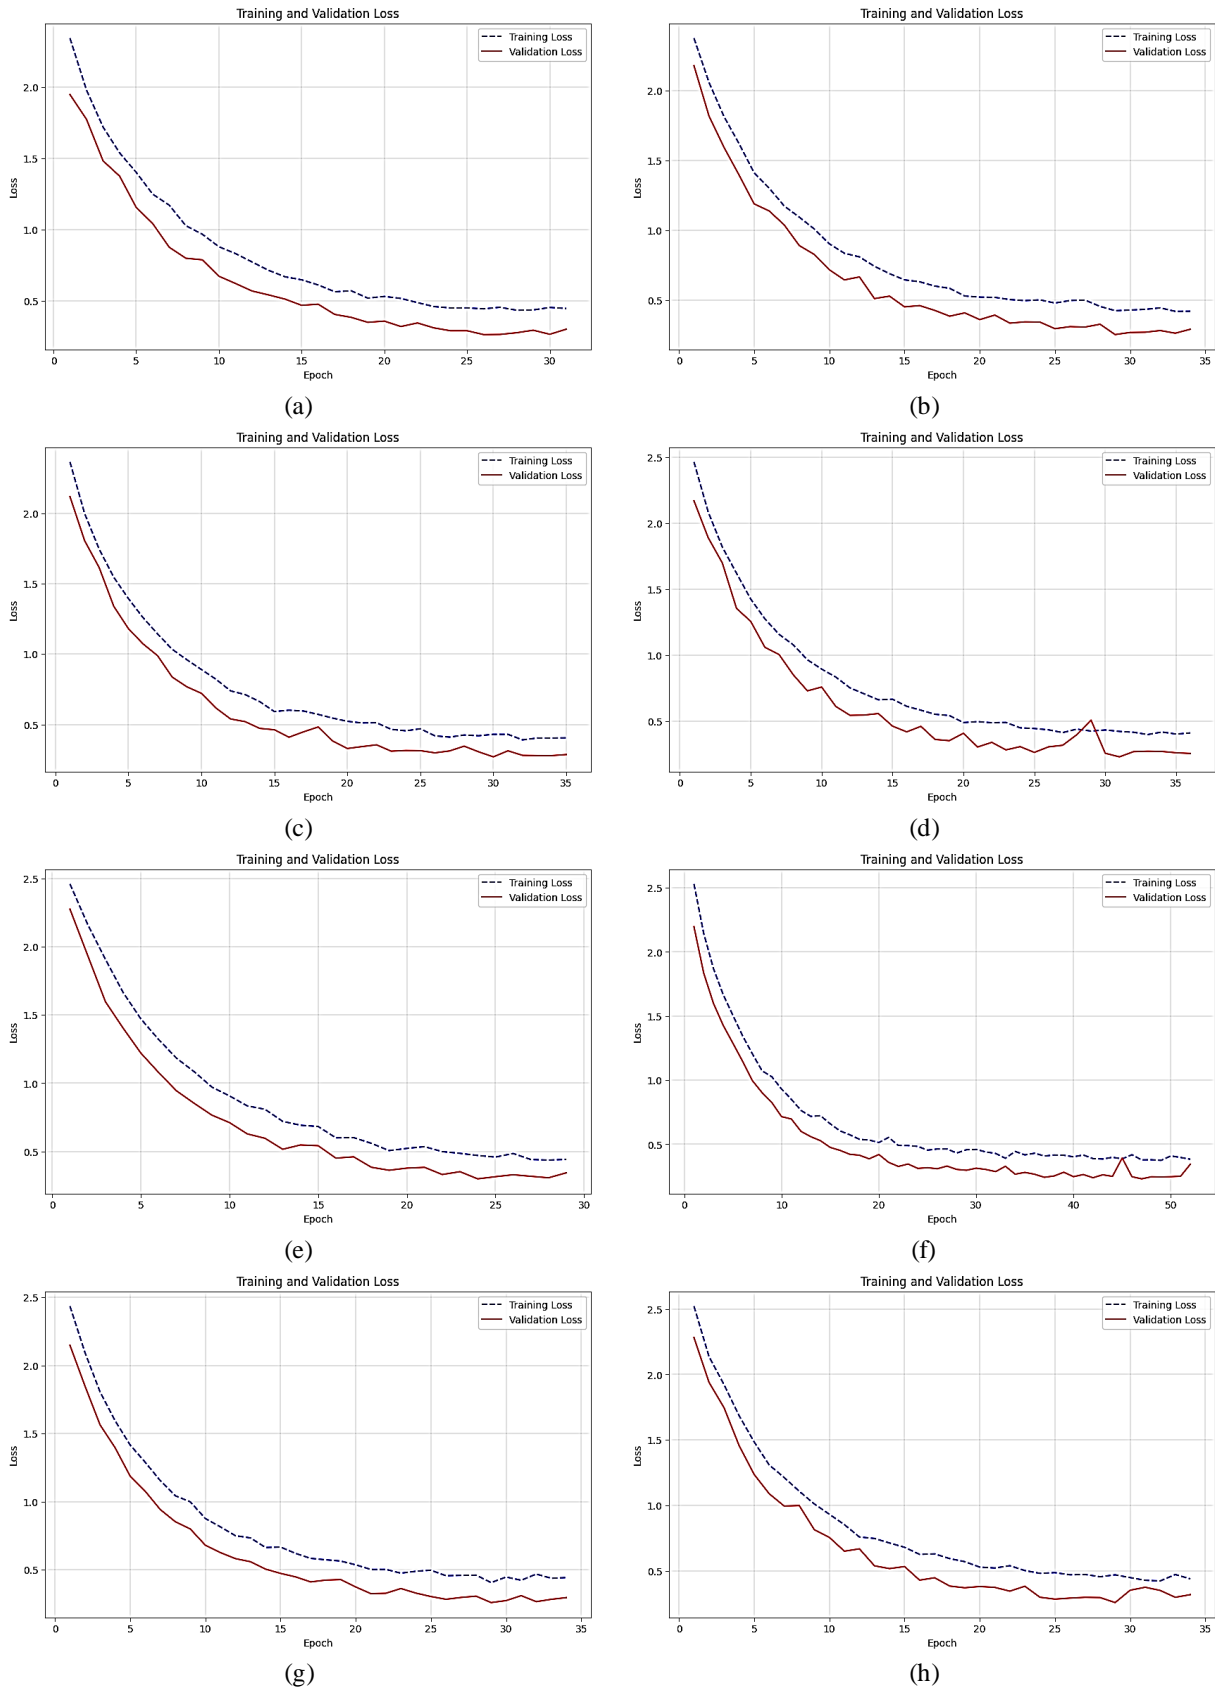 Training and Validation Loss
Training Loss
Validation Loss
2.0
1.5
1.0
0.5
Loss
0 5 10 15 20 25 30
Epoch
(a)
Training and Validation Loss
Training Loss
Validation Loss
2.0
1.5
1.0
0.5
Loss
0 5 10 15 20 25 30 35
Epoch
(b)
Training and Validation Loss
Training Loss
Validation Loss
2.0
1.5
1.0
0.5
Loss
0 5 10 15 20 25 30 35
Epoch
(c)
Training and Validation Loss
Training Loss
Validation Loss
2.5
2.0
1.5
1.0
0.5
Loss
0 5 10 15 20 25 30 35
Epoch
(d)
Training and Validation Loss
Training Loss
Validation Loss
2.5
2.0
1.5
1.0
0.5
Loss
0 5 10 15 20 25 30
Epoch
(e)
Training and Validation Loss
Training Loss
Validation Loss
2.5
2.0
1.5
1.0
0.5
Loss
0 10 20 30 40 50
Epoch
(f)
Training and Validation Loss
Training Loss
Validation Loss
2.5
2.0
1.5
1.0
0.5
Loss
0 5 10 15 20 25 30 35
Epoch
(g)
Training and Validation Loss
Training Loss
Validation Loss
2.5
2.0
1.5
1.0
0.5
Loss
0 5 10 15 20 25 30 35
Epoch
(h)